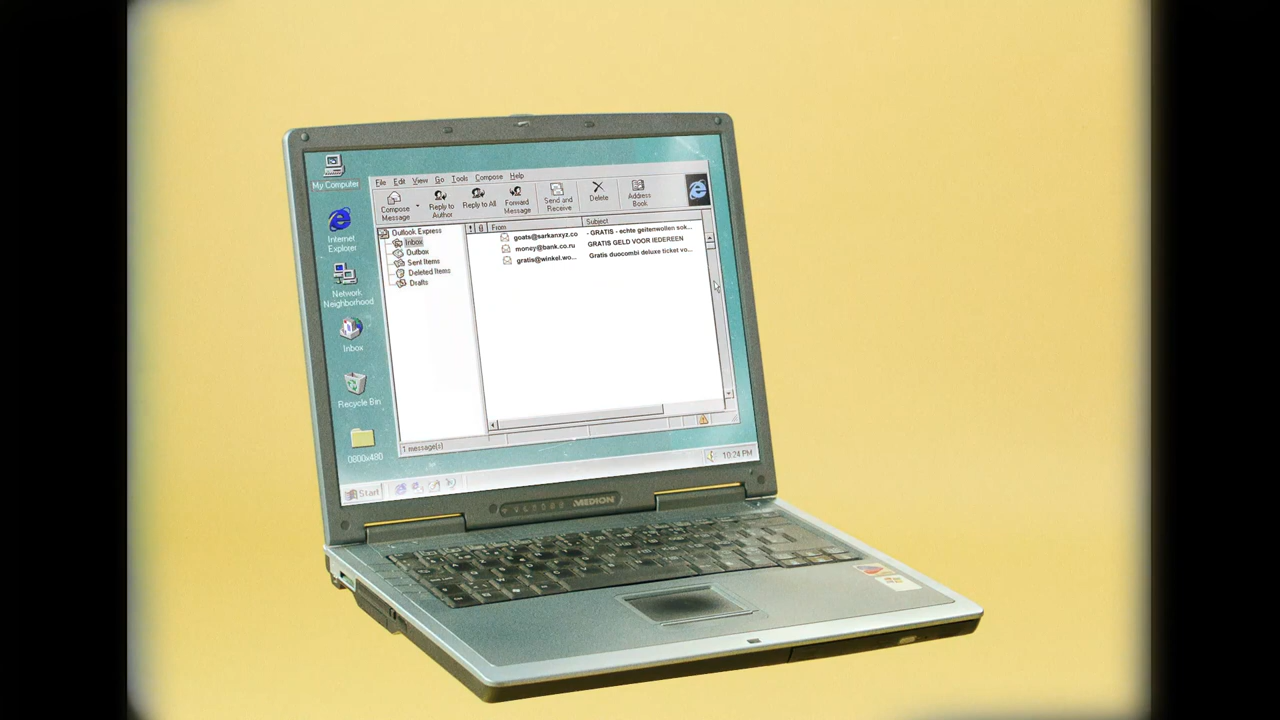 My Computer
Internet
Explorer
Network
Neighborhood
Inbox
Recycle Bin
0800x480
File Edit View Go Tools Compose Help
Compose
Message
Reply to
Author
Reply to All
Forward
Message
Send and
Receive
Delete
Address
Book
Outlook Express
Inbox
Outbox
Sent Items
Deleted Items
Drafts
! From Subject
goats@sarkanxyz.co - GRATIS - echte geitenwollen sok...
money@bank.co.ru GRATIS GELD VOOR IEDEREEN
gratis@winkel.wo... Gratis duocombi deluxe ticket vo...
1 message(s)
Start
10:24 PM
MEDION